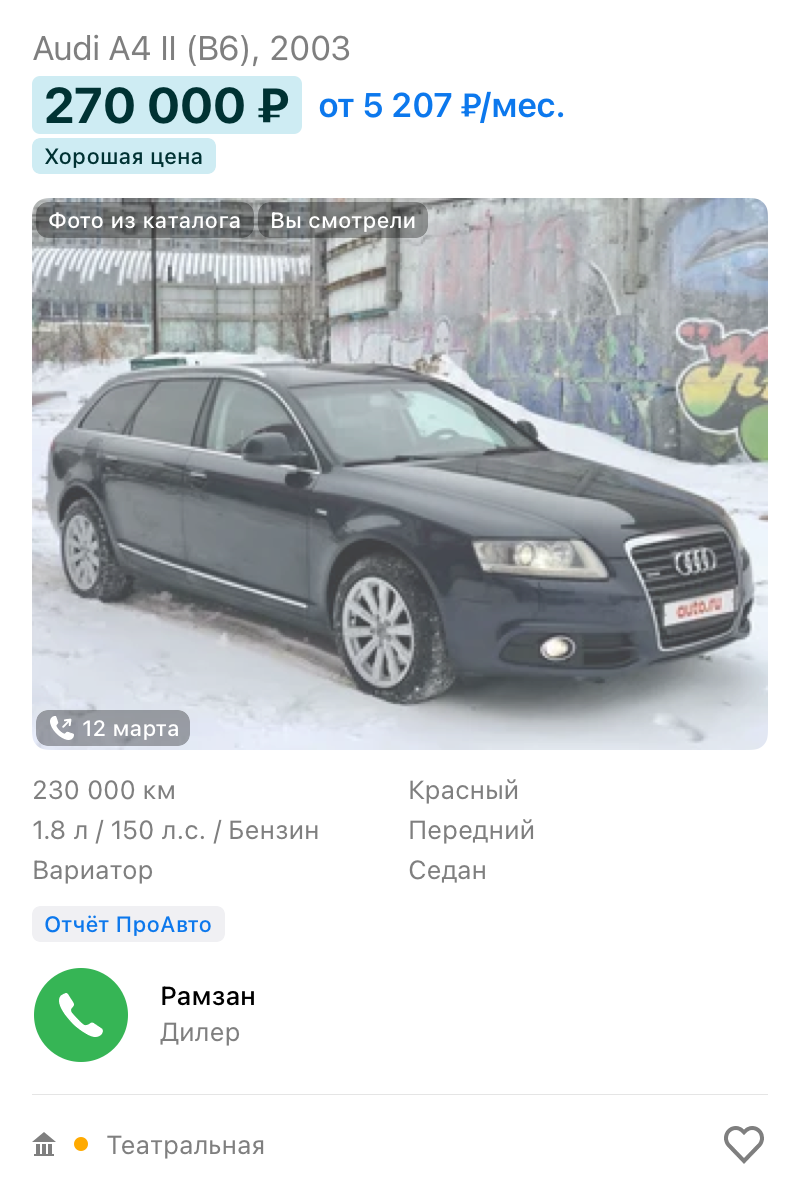 Audi A4 II (B6), 2003
270 000 ₽ от 5 207 ₽/мес.
Хорошая цена
Фото из каталога Вы смотрели
auto.ru
12 марта
230 000 км Красный
1.8 л / 150 л.с. / Бензин Передний
Вариатор Седан
Отчёт ПроАвто
Рамзан
Дилер
Театральная